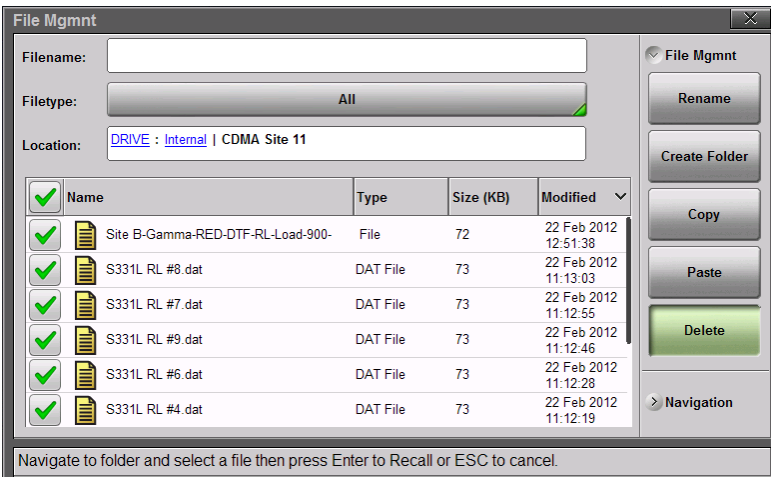 File Mgmnt
Filename:
Filetype: All
Location: DRIVE : Internal | CDMA Site 11
Name Type Size (KB) Modified
Site B-Gamma-RED-DTF-RL-Load-900- File 72 22 Feb 2012
12:51:38
S331L RL #8.dat DAT File 73 22 Feb 2012
11:13:03
S331L RL #7.dat DAT File 73 22 Feb 2012
11:12:55
S331L RL #9.dat DAT File 73 22 Feb 2012
11:12:46
S331L RL #6.dat DAT File 73 22 Feb 2012
11:12:28
S331L RL #4.dat DAT File 73 22 Feb 2012
11:12:19
File Mgmnt
Rename
Create Folder
Copy
Paste
Delete
Navigation
Navigate to folder and select a file then press Enter to Recall or ESC to cancel.